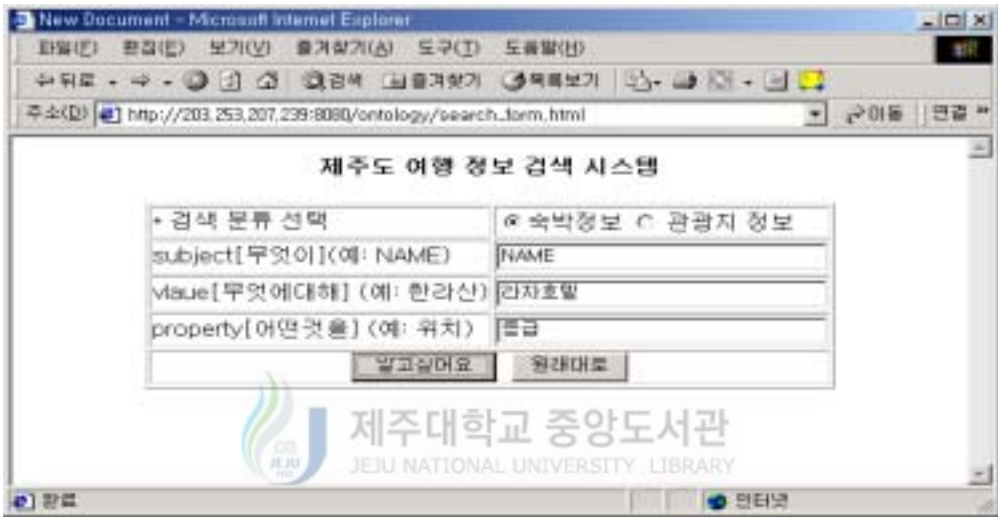 New Document - Microsoft Internet Explorer
파일(F) 편집(E) 보기(V) 즐겨찾기(A) 도구(T) 도움말(H)
뒤로 검색 즐겨찾기 목록보기
주소(D) http://203,253,207,239:8080/ontology/search_form,html 이동 연결 »
제주도 여행 정보 검색 시스템
• 검색 분류 선택 숙박정보 관광지 정보
subject[무엇이](예: NAME) NAME
vlaue[무엇에대해] (예: 한라산) 라자호텔
property[어떤것을] (예: 위치) 등급
알고싶어요 원래대로
제주대학교 중앙도서관
JEJU
1952
JEJU NATIONAL UNIVERSITY LIBRARY
완료 인터넷